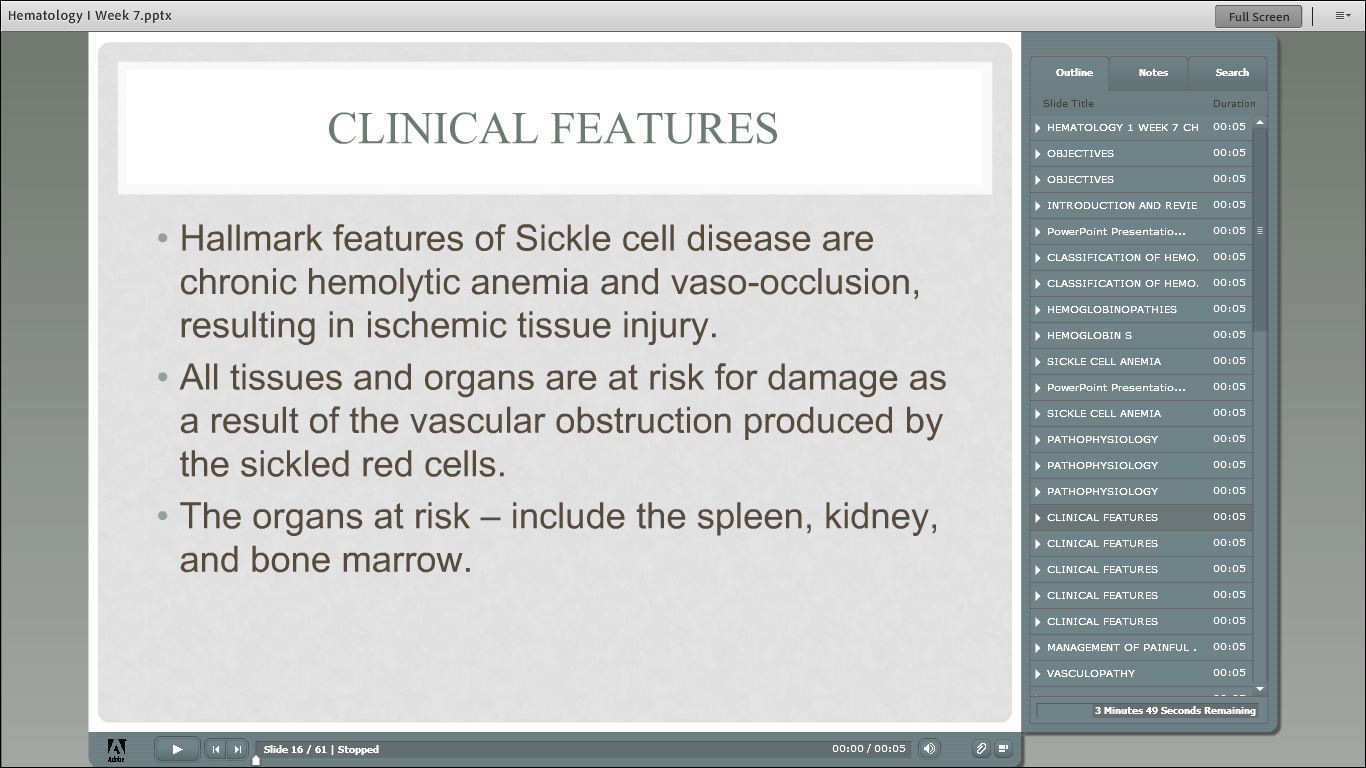 Hematology I Week 7.pptx
Full Screen
CLINICAL FEATURES
• Hallmark features of Sickle cell disease are
chronic hemolytic anemia and vaso-occlusion,
resulting in ischemic tissue injury.
• All tissues and organs are at risk for damage as
a result of the vascular obstruction produced by
the sickled red cells.
• The organs at risk – include the spleen, kidney,
and bone marrow.
Outline Notes Search
Slide Title Duration
HEMATOLOGY 1 WEEK 7 CH 00:05
OBJECTIVES 00:05
OBJECTIVES 00:05
INTRODUCTION AND REVIE 00:05
PowerPoint Presentatio... 00:05
CLASSIFICATION OF HEMO. 00:05
CLASSIFICATION OF HEMO. 00:05
HEMOGLOBINOPATHIES 00:05
HEMOGLOBIN S 00:05
SICKLE CELL ANEMIA 00:05
PowerPoint Presentatio... 00:05
SICKLE CELL ANEMIA 00:05
PATHOPHYSIOLOGY 00:05
PATHOPHYSIOLOGY 00:05
PATHOPHYSIOLOGY 00:05
CLINICAL FEATURES 00:05
CLINICAL FEATURES 00:05
CLINICAL FEATURES 00:05
CLINICAL FEATURES 00:05
CLINICAL FEATURES 00:05
MANAGEMENT OF PAINFUL . 00:05
VASCULOPATHY 00:05
3 Minutes 49 Seconds Remaining
Adobe
Slide 16 / 61 | Stopped
00:00 / 00:05